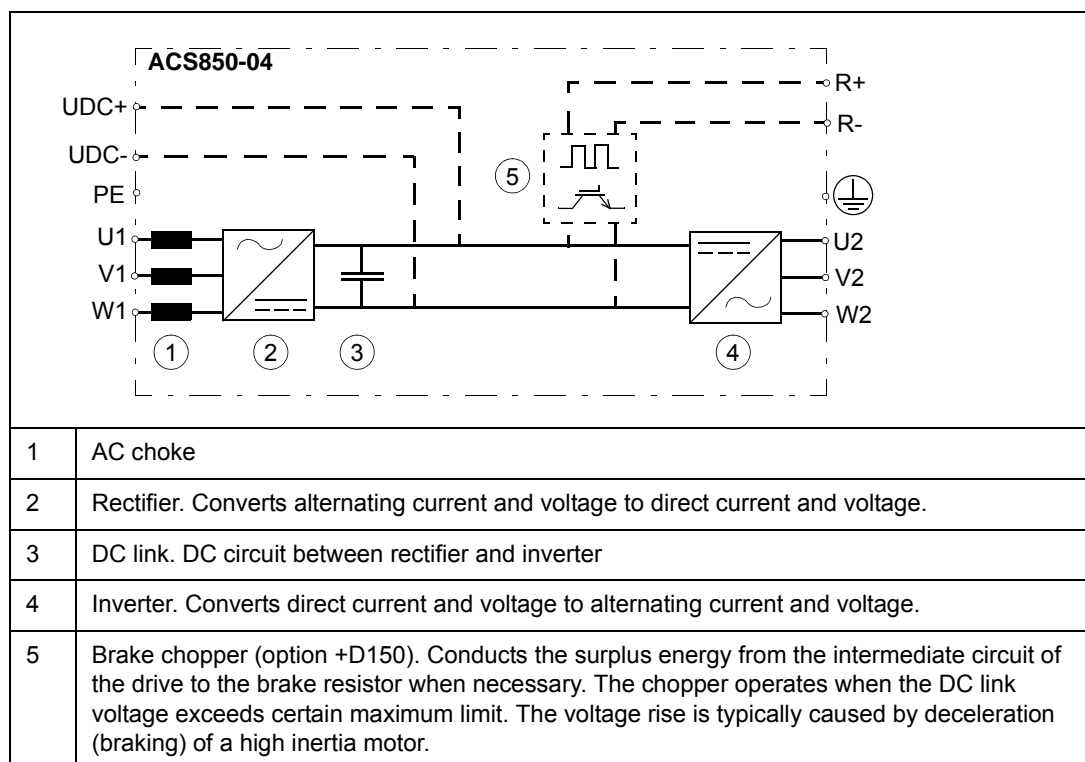 ACS850-04
R+
UDC+
R-
UDC-
5
PE
U1
U2
V1
V2
W1
W2
1
2
3
4
1 AC choke
2 Rectifier. Converts alternating current and voltage to direct current and voltage.
3 DC link. DC circuit between rectifier and inverter
4 Inverter. Converts direct current and voltage to alternating current and voltage.
5 Brake chopper (option +D150). Conducts the surplus energy from the intermediate circuit of
the drive to the brake resistor when necessary. The chopper operates when the DC link
voltage exceeds certain maximum limit. The voltage rise is typically caused by deceleration
(braking) of a high inertia motor.